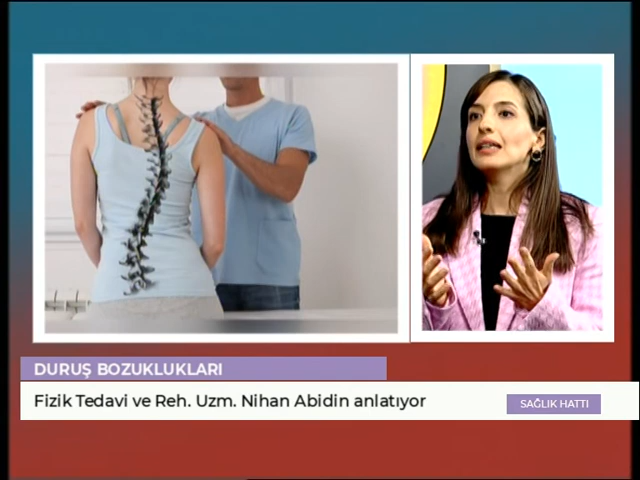 DURUŞ BOZUKLUKLARI
Fizik Tedavi ve Reh. Uzm. Nihan Abidin anlatıyor
SAĞLIK HATTI